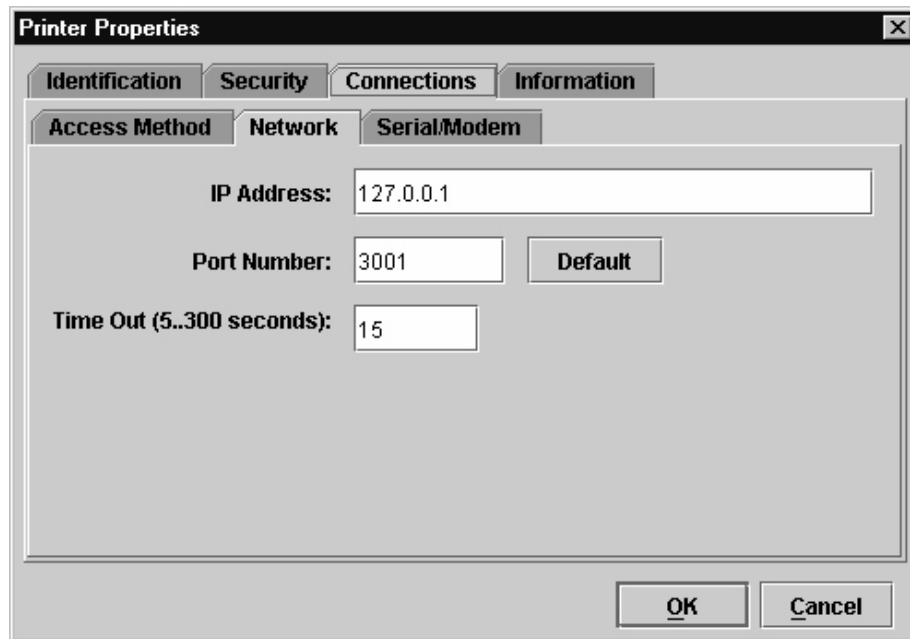 Printer Properties
Identification Security Connections Information
Access Method Network Serial/Modem
IP Address: 127.0.0.1
Port Number: 3001 Default
Time Out (5..300 seconds): 15
OK Cancel